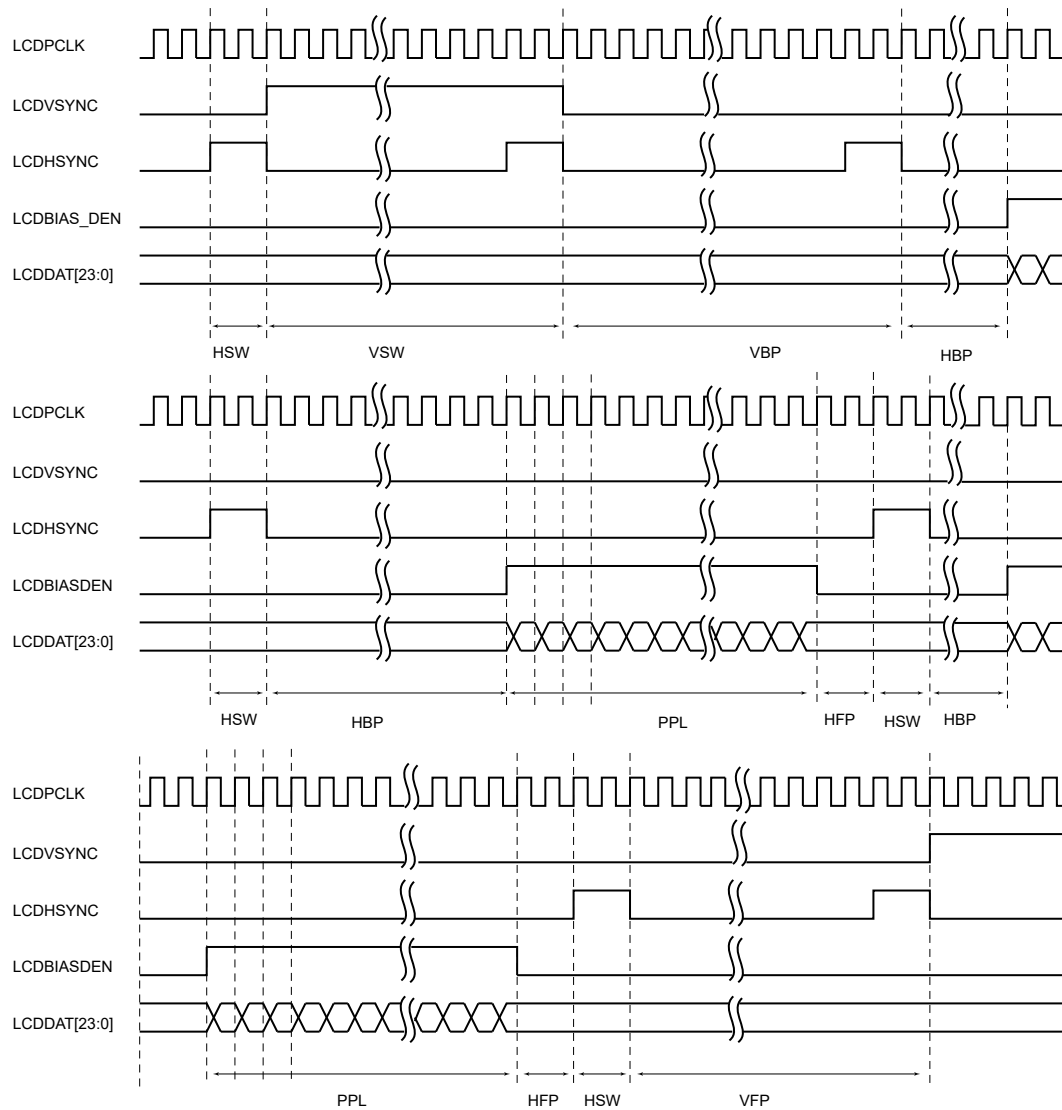 LCDPCLK
LCDVSYNC
LCDHSYNC
LCDBIAS_DEN
LCDDAT[23:0]
HSW VSW VBP HBP
LCDPCLK
LCDVSYNC
LCDHSYNC
LCDBIASDEN
LCDDAT[23:0]
HSW HBP PPL HFP HSW HBP
LCDPCLK
LCDVSYNC
LCDHSYNC
LCDBIASDEN
LCDDAT[23:0]
PPL HFP HSW VFP